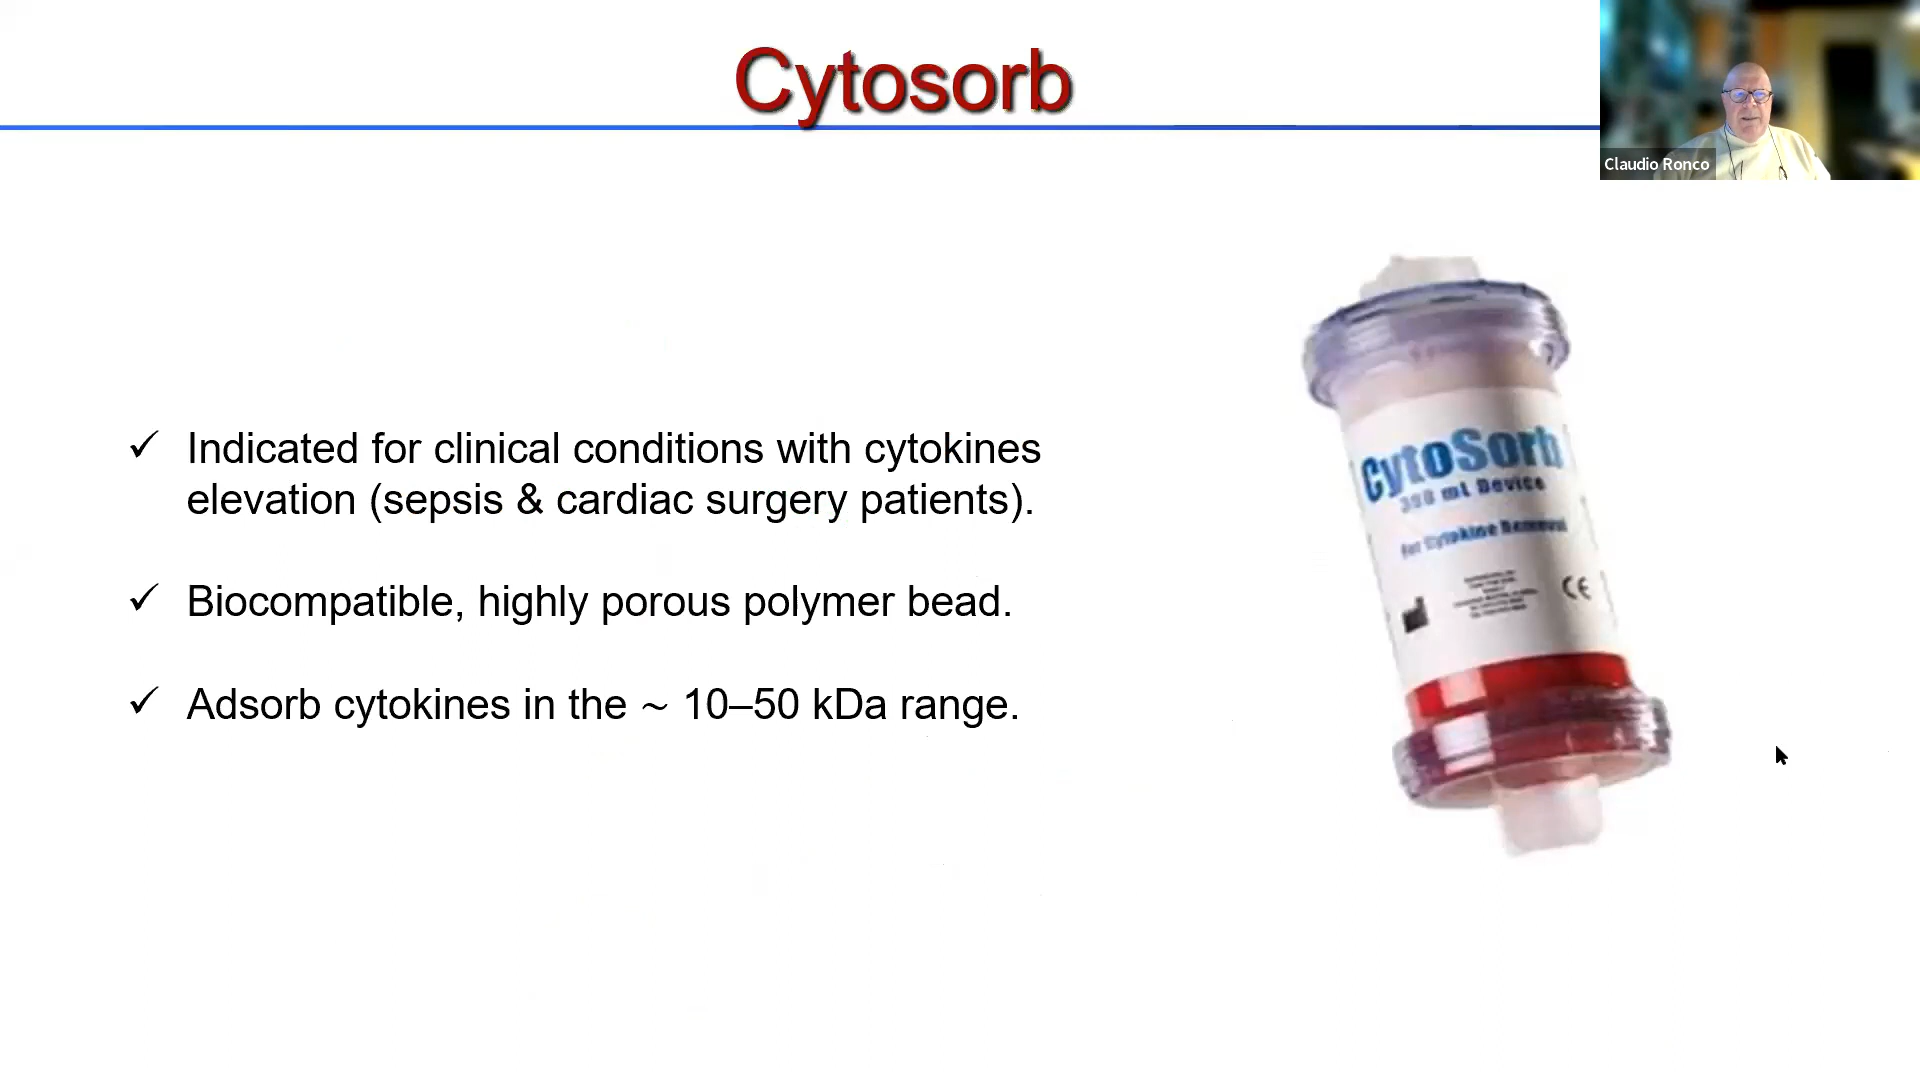 Cytosorb
Claudio Ronco
✓ Indicated for clinical conditions with cytokines
elevation (sepsis & cardiac surgery patients).
✓ Biocompatible, highly porous polymer bead.
✓ Adsorb cytokines in the ~ 10–50 kDa range.
CytoSorb
300 mL Device
For Cytokine Removal
CE